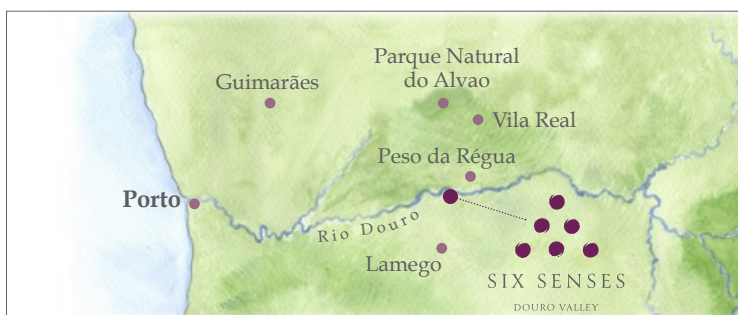 Parque Natural
do Alvao
Guimarães
Vila Real
Peso da Régua
Porto
Rio Douro
Lamego
SIX SENSES
DOURO VALLEY